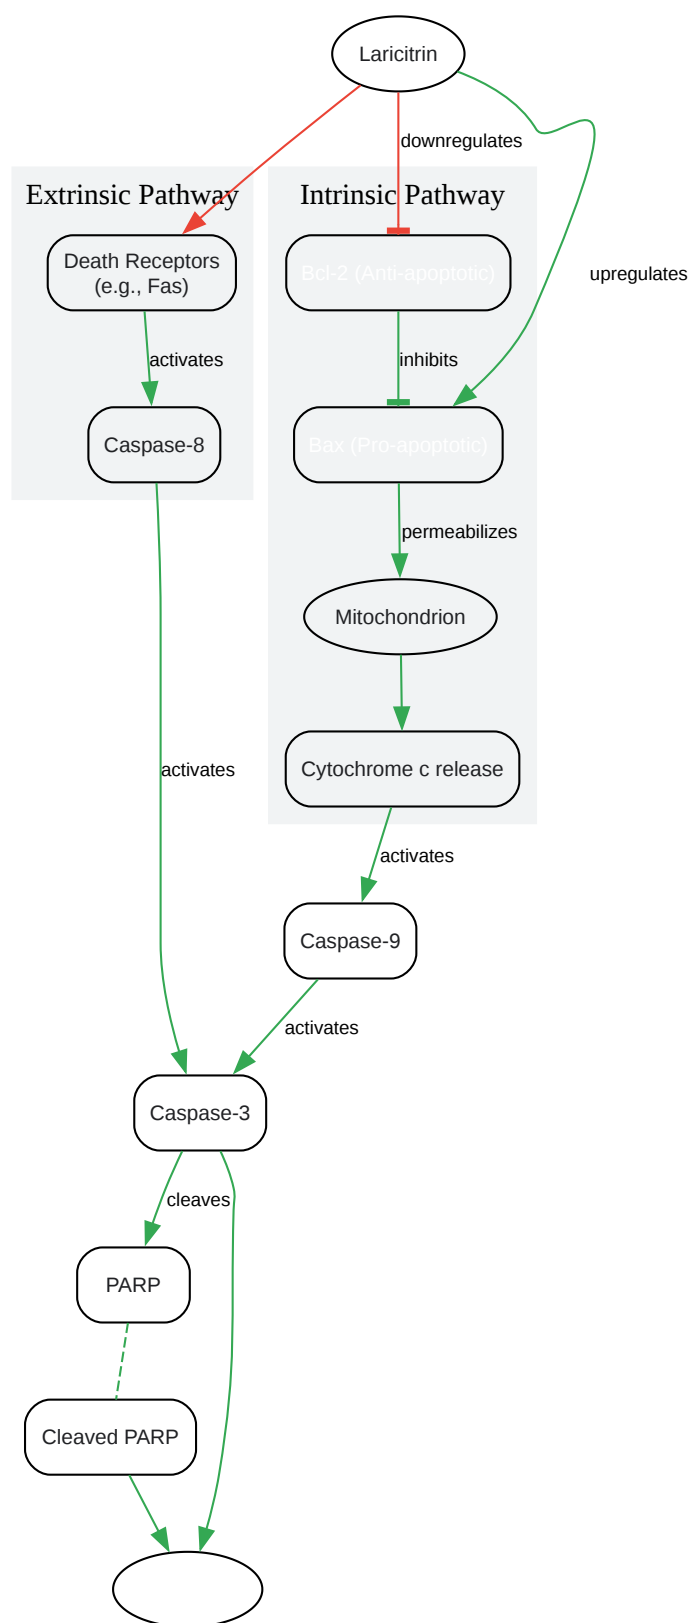 Laricitrin
downregulates
Extrinsic Pathway
Intrinsic Pathway
Death Receptors
(e.g., Fas)
Bcl-2 (Anti-apoptotic)
upregulates
activates
inhibits
Caspase-8
Bax (Pro-apoptotic)
permeabilizes
Mitochondrion
activates
Cytochrome c release
activates
Caspase-9
activates
Caspase-3
cleaves
PARP
Cleaved PARP